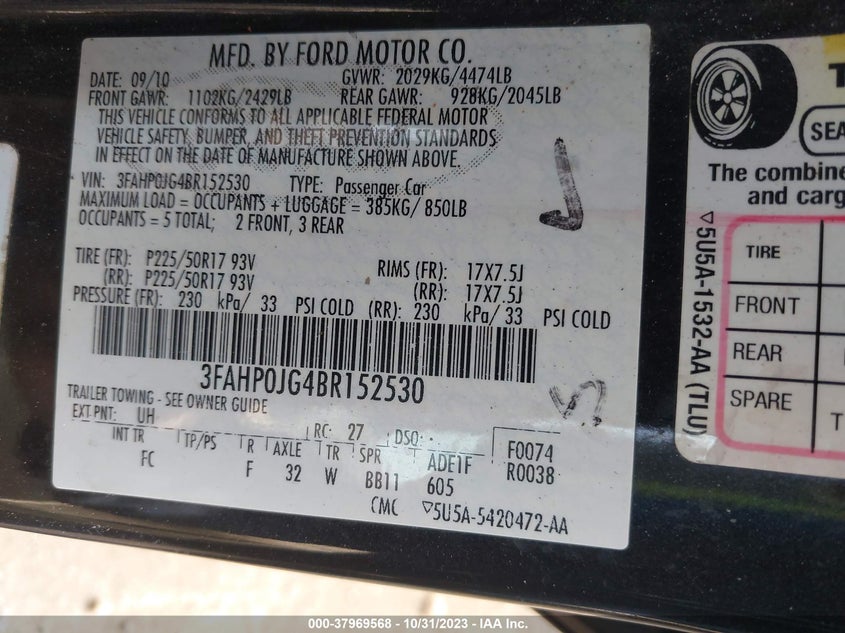 MFD. BY FORD MOTOR CO.
DATE: 09/10 GVWR: 2029KG/4474LB
FRONT GAWR: 1102KG/2429LB REAR GAWR: 928KG/2045LB
THIS VEHICLE CONFORMS TO ALL APPLICABLE FEDERAL MOTOR
VEHICLE SAFETY, BUMPER, AND THEFT PREVENTION STANDARDS
IN EFFECT ON THE DATE OF MANUFACTURE SHOWN ABOVE.
VIN: 3FAHP0JG4BR152530 TYPE: Passenger Car
MAXIMUM LOAD = OCCUPANTS + LUGGAGE = 385KG/ 850LB
OCCUPANTS = 5 TOTAL; 2 FRONT, 3 REAR
TIRE (FR): P225/50R17 93V RIMS (FR): 17X7.5J
(RR): P225/50R17 93V (RR): 17X7.5J
PRESSURE (FR): 230 kPa/ 33 PSI COLD (RR): 230 kPa/ 33 PSI COLD
3FAHP0JG4BR152530
TRAILER TOWING - SEE OWNER GUIDE
EXT PNT: UH RC: 27 DSO: F0074
INT TR TP/PS R AXLE TR SPR ADE1F R0038
FC F 32 W BB11 605
CMC ▽5U5A-5420472-AA
SEA
The combine
and carg
TIRE
FRONT
REAR
SPARE
T
▽5U5A-1532-AA (TLU)
000-37969568 - 10/31/2023 - IAA Inc.